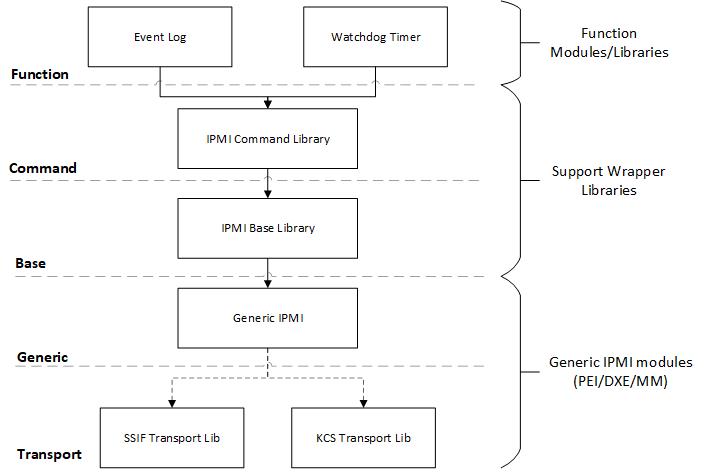 Event Log
Watchdog Timer
Function
Modules/Libraries
Function
IPMI Command Library
Command
Support Wrapper
Libraries
IPMI Base Library
Base
Generic IPMI
Generic
Generic IPMI modules
(PEI/DXE/MM)
SSIF Transport Lib
KCS Transport Lib
Transport